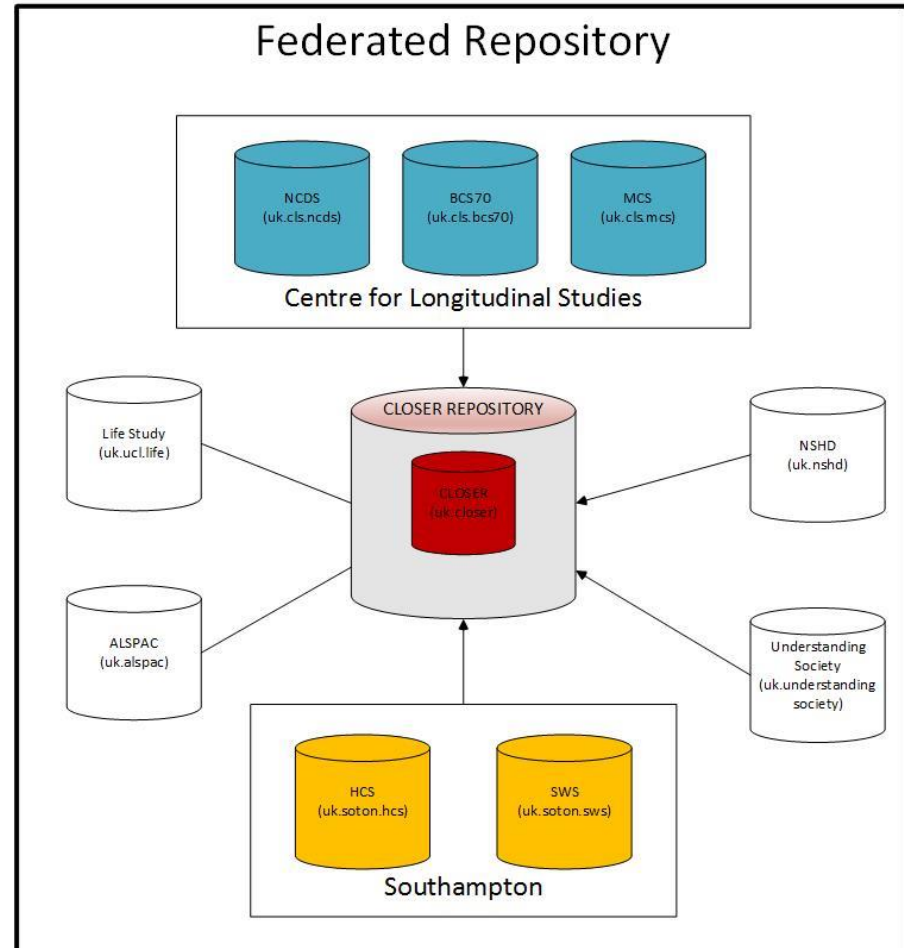 Federated Repository
NCDS
(uk.cls.ncds)
BCS70
(uk.cls.bcs70)
MCS
(uk.cls.mcs)
Centre for Longitudinal Studies
CLOSER REPOSITORY
Life Study
(uk.ucl.life)
NSHD
(uk.nshd)
CLOSER
(uk.closer)
ALSPAC
(uk.alspac)
Understanding
Society
(uk.understanding
society)
HCS
(uk.soton.hcs)
SWS
(uk.soton.sws)
Southampton